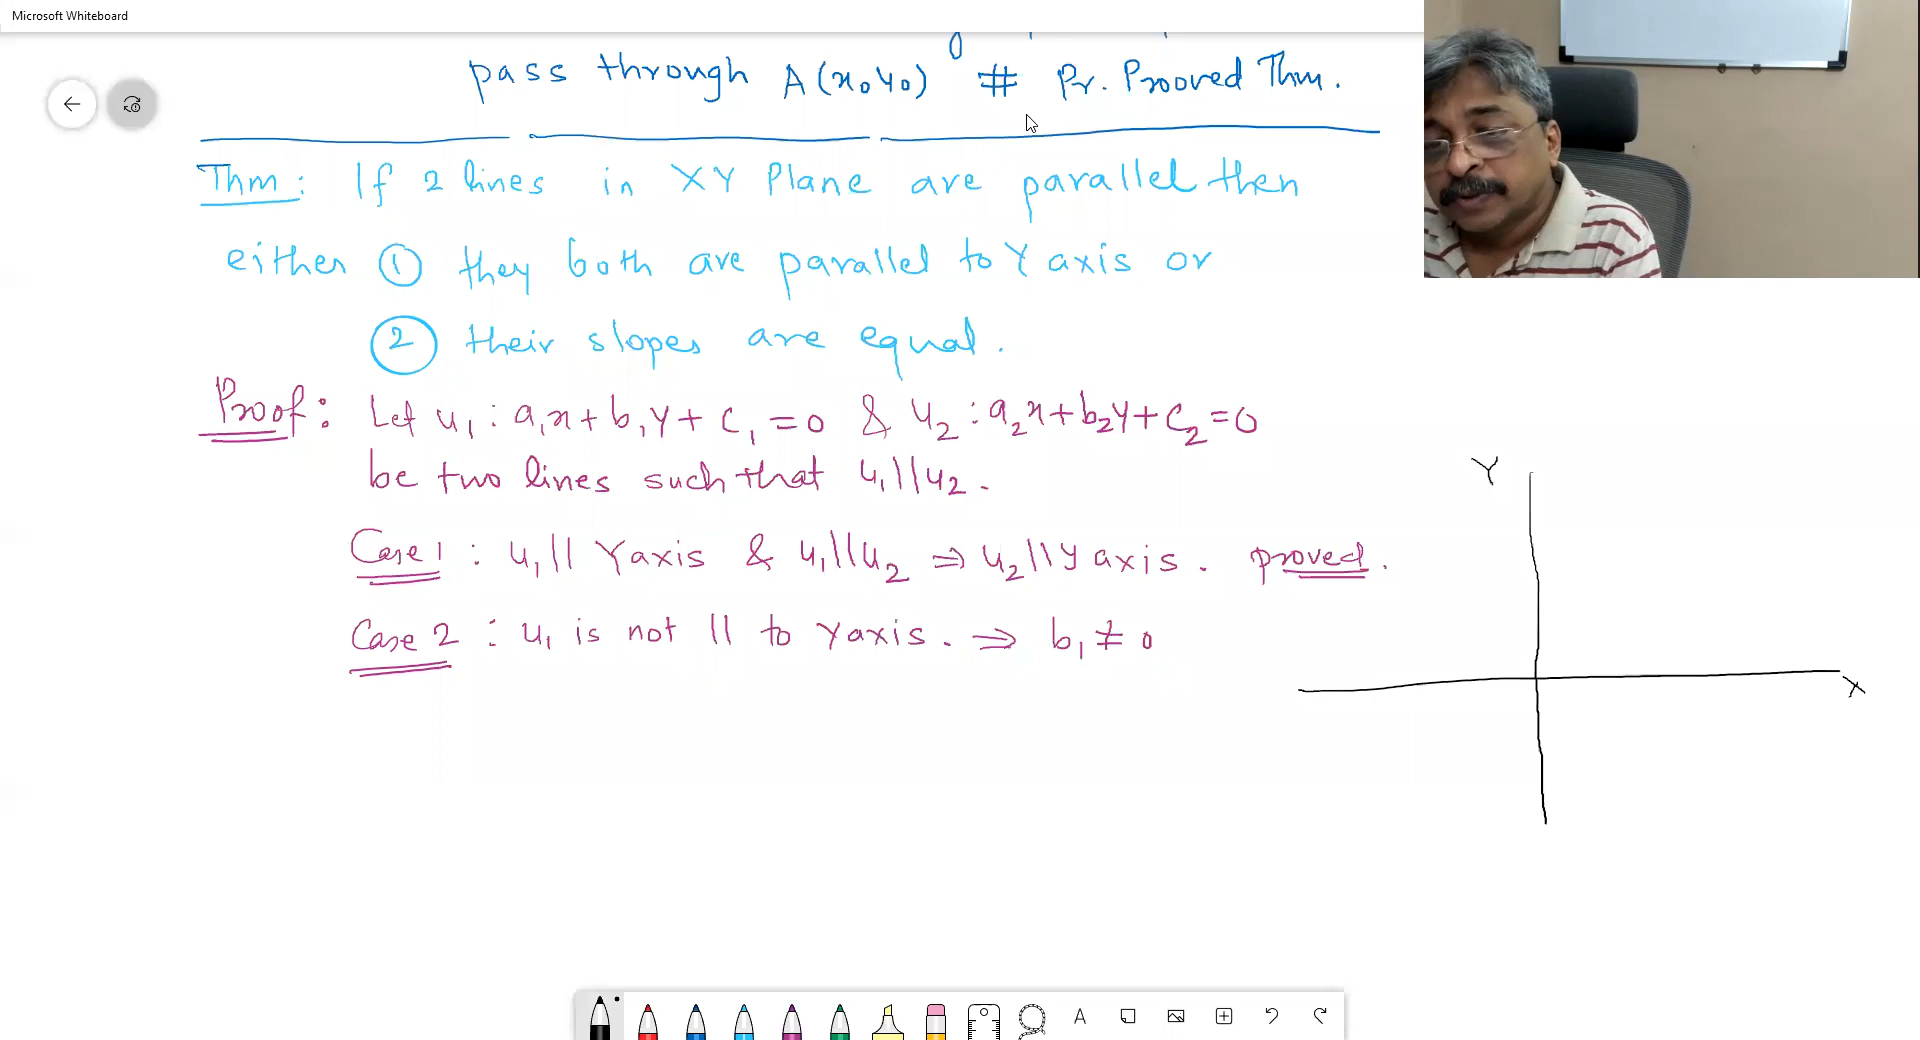 Microsoft Whiteboard
pass through A(x₀y₀) # Pr. Prooved Thm.
Thm: If 2 lines in XY Plane are parallel then
either ① they both are parallel to Y axis or
② their slopes are equal.
Proof: Let u₁ : a₁x + b₁y + c₁ = 0 & u₂ : a₂x + b₂y + c₂ = 0
be two lines such that u₁ || u₂.
Case 1 : u₁ || Y axis & u₁ || u₂ ⇒ u₂ || y axis. proved.
Case 2 : u₁ is not || to Y axis. ⇒ b₁ ≠ 0
Y
X
A